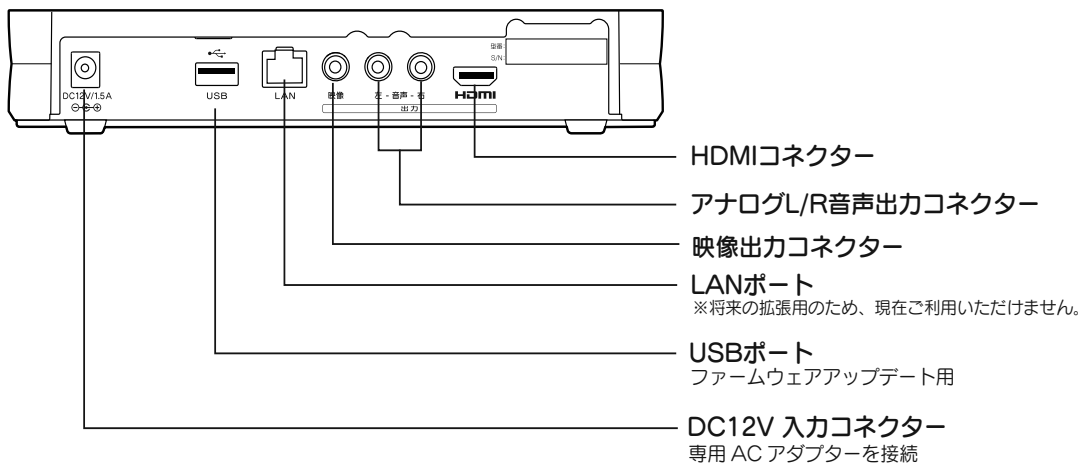 型番:
S/N:
DC12V/1.5A
USB
LAN
映像
左 - 音声 - 右
HDMI
出力
HDMIコネクター
アナログL/R音声出力コネクター
映像出力コネクター
LANポート
※将来の拡張用のため、現在ご利用いただけません。
USBポート
ファームウェアアップデート用
DC12V 入力コネクター
専用 AC アダプターを接続